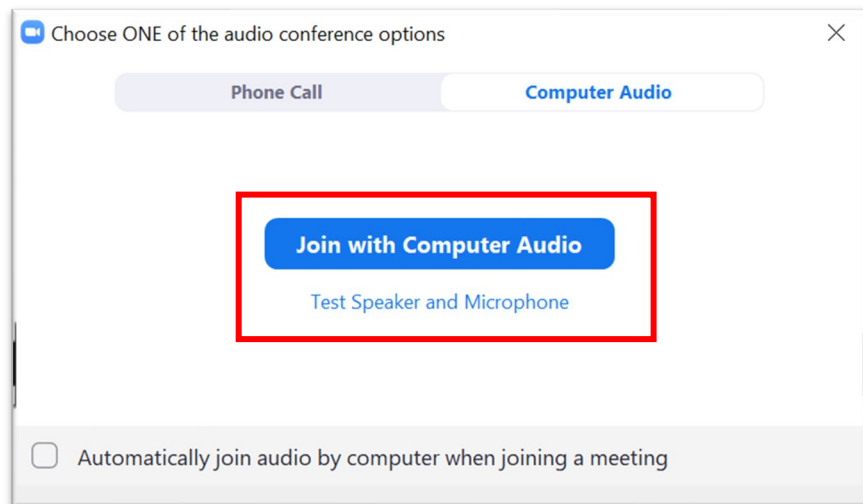 Choose ONE of the audio conference options
Phone Call
Computer Audio
Join with Computer Audio
Test Speaker and Microphone
Automatically join audio by computer when joining a meeting